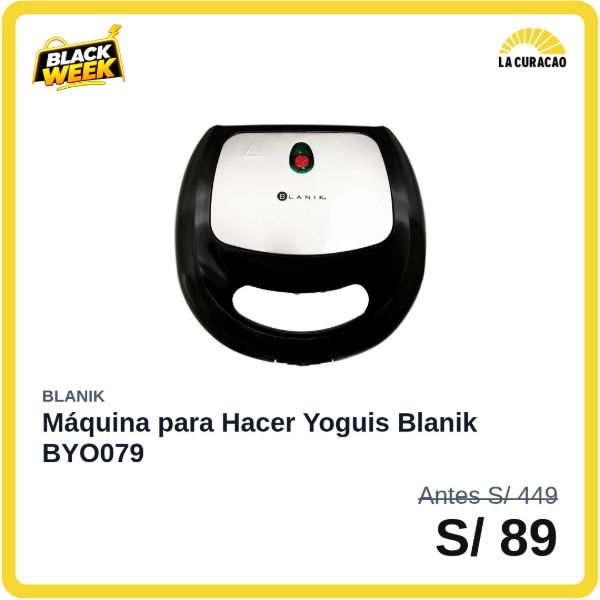 BLACK
WEEK
LA CURACAO
BLANIK
BLANIK
Máquina para Hacer Yoguis Blanik
BYO079
Antes S/ 449
S/ 89